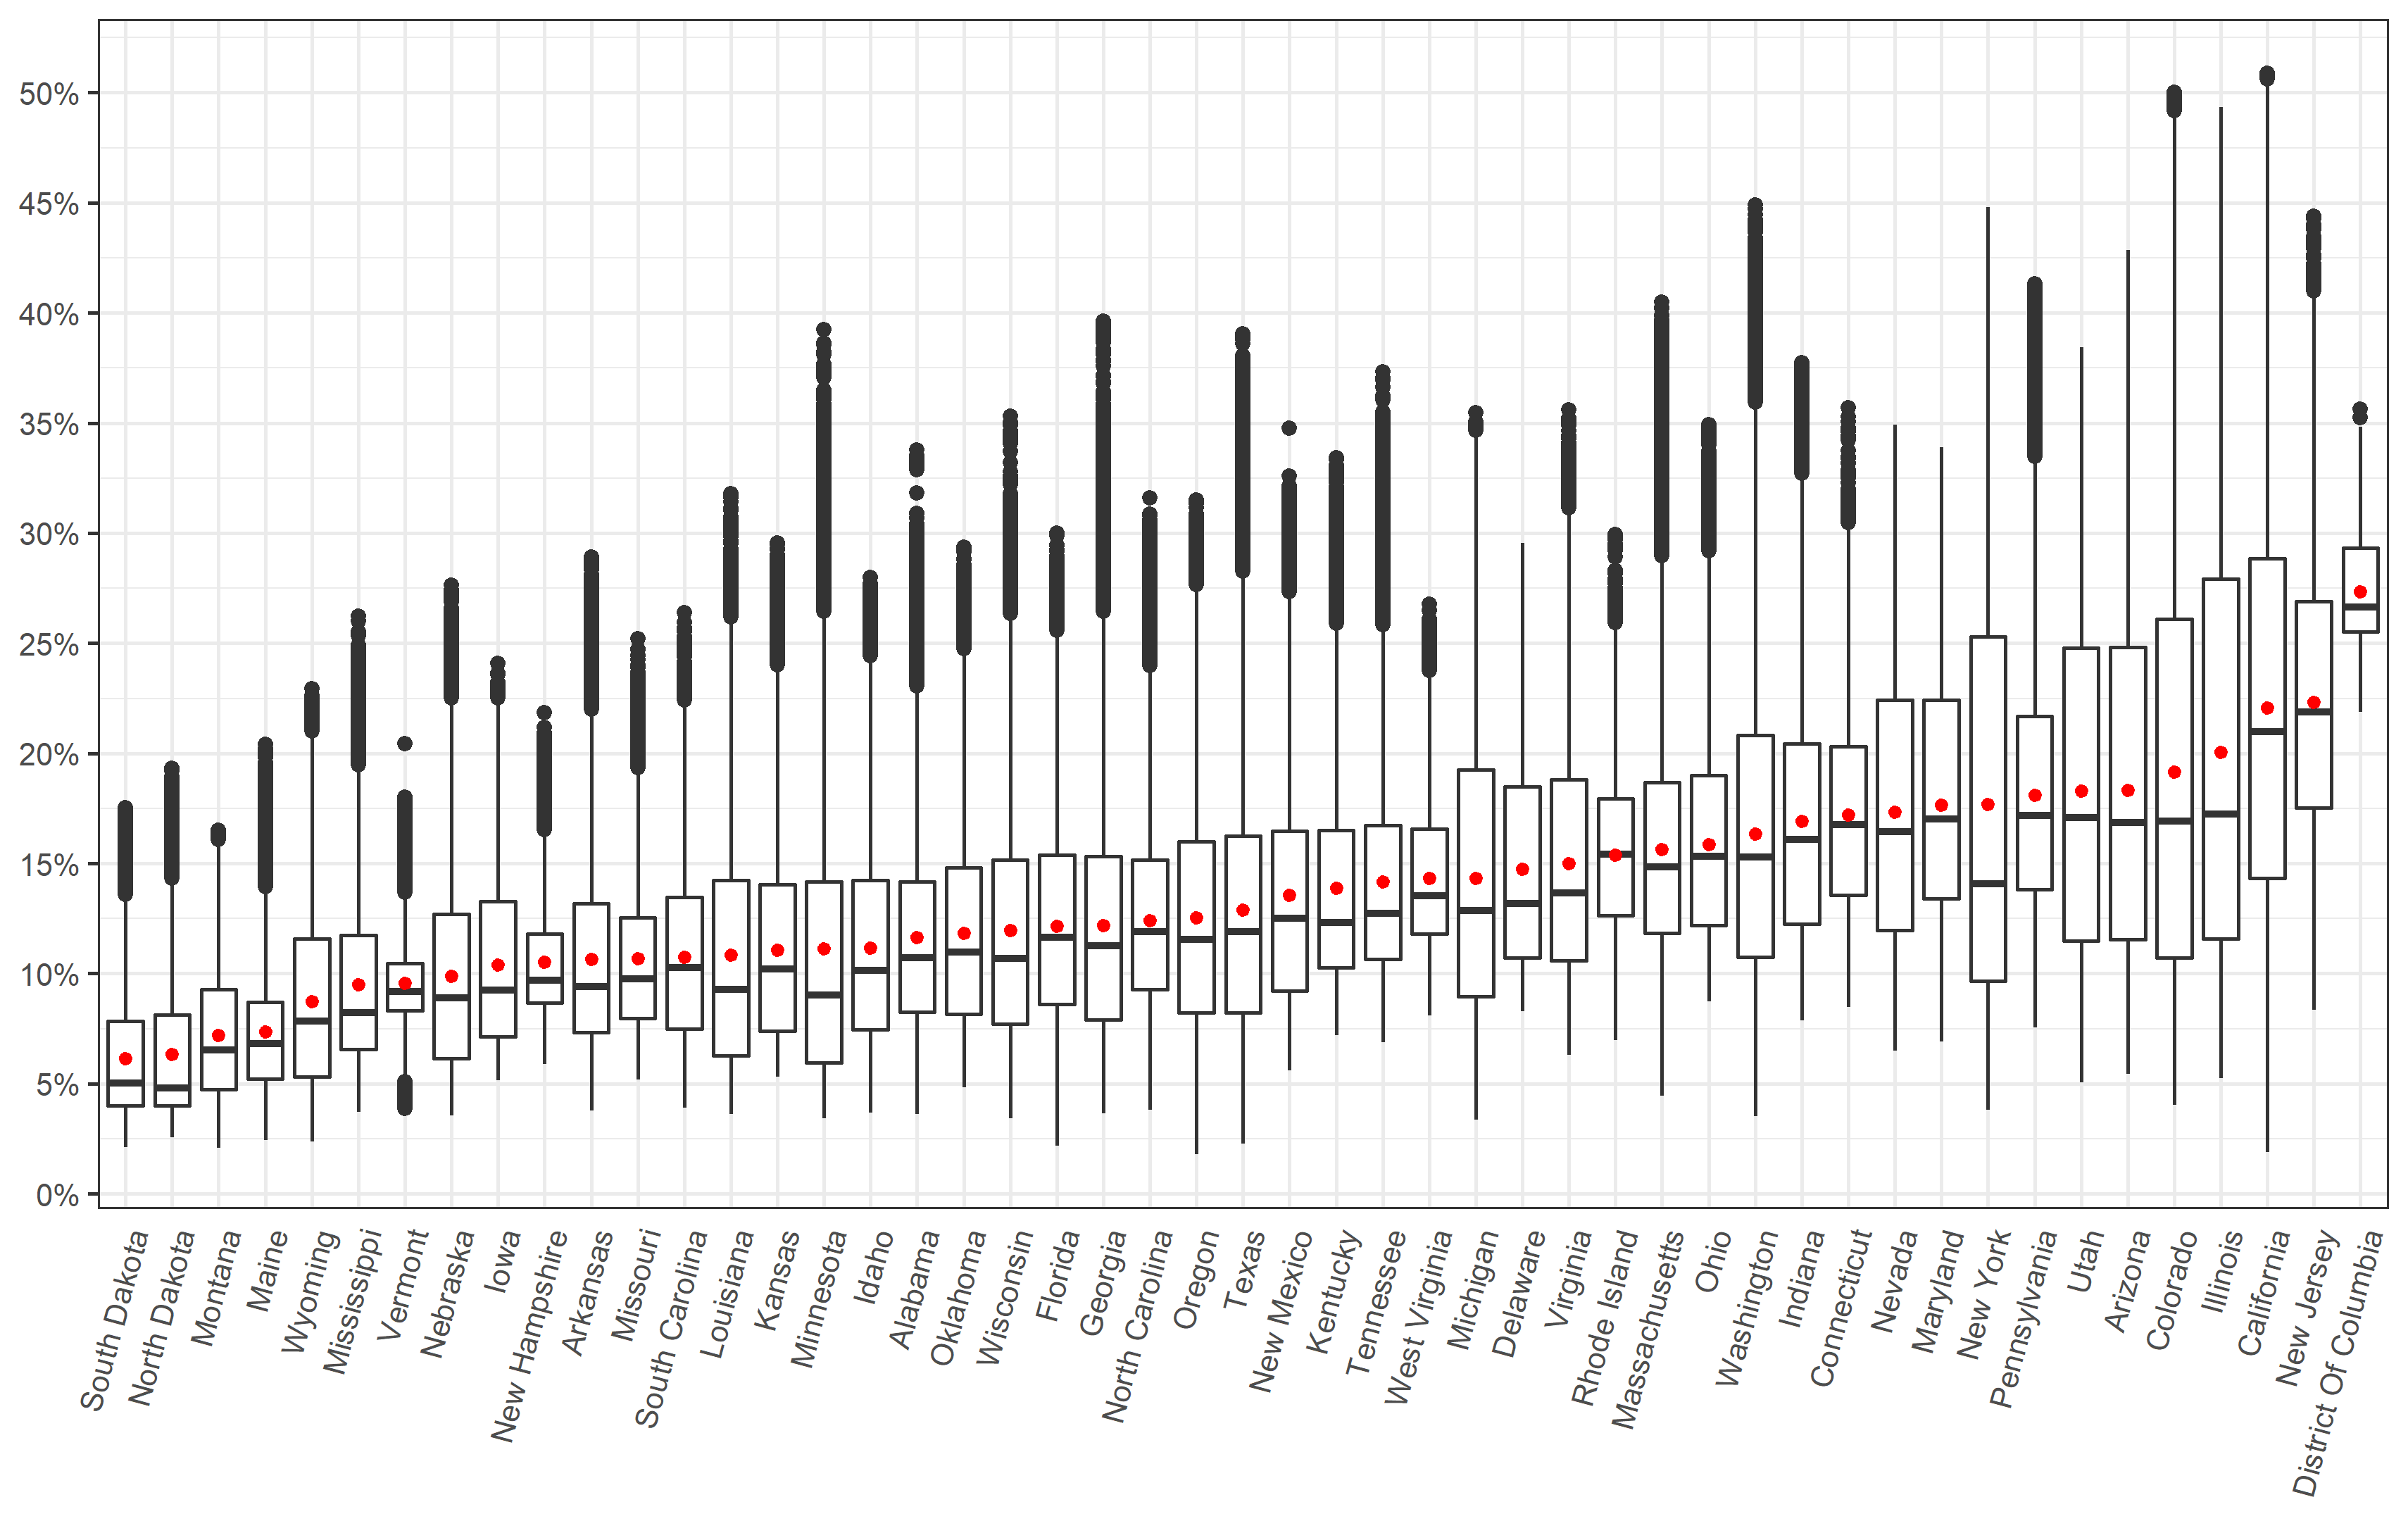 50%
45%
40%
35%
30%
25%
20%
15%
10%
5%
0%
South Dakota
North Dakota
Montana
Maine
Wyoming
Mississippi
Vermont
Nebraska
Iowa
New Hampshire
Arkansas
Missouri
South Carolina
Louisiana
Kansas
Minnesota
Idaho
Alabama
Oklahoma
Wisconsin
Florida
Georgia
North Carolina
Oregon
Texas
New Mexico
Kentucky
Tennessee
West Virginia
Michigan
Delaware
Virginia
Rhode Island
Massachusetts
Ohio
Washington
Indiana
Connecticut
Nevada
Maryland
New York
Pennsylvania
Utah
Arizona
Colorado
Illinois
California
New Jersey
District Of Columbia